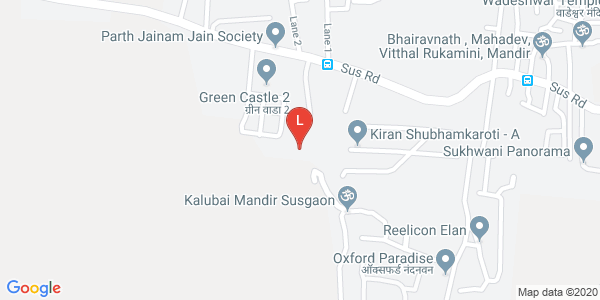 Wadeshwar Temple
वाडेश्वर मंदि
Lane 2
Lane 1
Parth Jainam Jain Society
Bhairavnath , Mahadev,
Vitthal Rukamini, Mandir
Sus Rd
Sus Rd
Green Castle 2
ग्रीन वाडा 2
L
Kiran Shubhamkaroti - A
Sukhwani Panorama
Kalubai Mandir Susgaon
Reelicon Elan
Oxford Paradise
ऑक्सफर्ड नंदनवन
Google
Map data ©2020